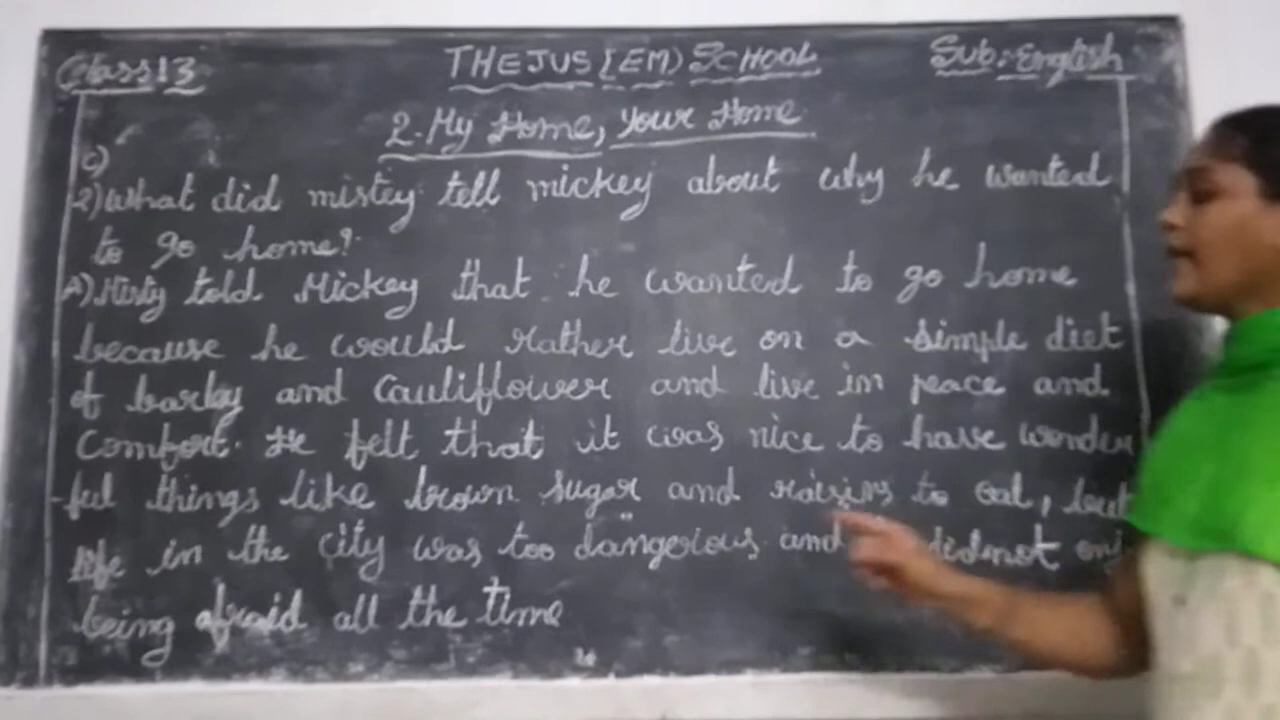 Class:3
THEJUS (EM) SCHOOL
Sub:English
2. My Home, Your Home
C)
2) What did mistey tell mickey about why he wanted
to go home?
A) Misty told Mickey that he wanted to go home
because he would rather live on a simple diet
of barley and Cauliflower and live in peace and
Comfort. He felt that it was nice to have wonder
ful things like brown sugar and raisins to eat, but
life in the city was too dangerous and didnot
being afraid all the time